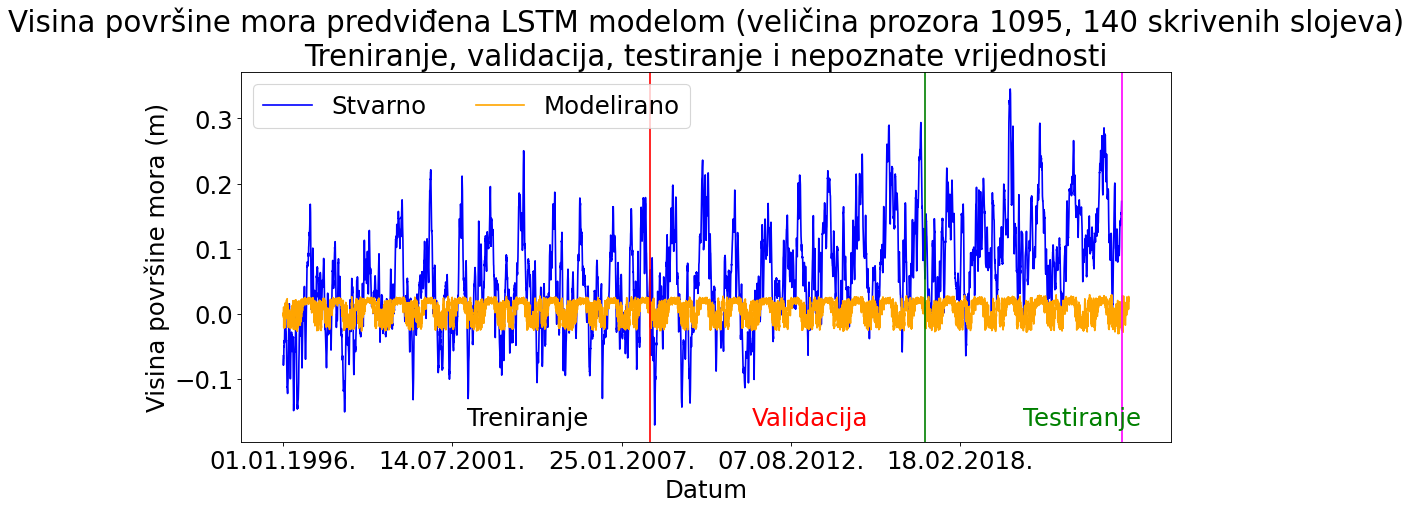 Visina površine mora predviđena LSTM modelom (veličina prozora 1095, 140 skrivenih slojeva)
Treniranje, validacija, testiranje i nepoznate vrijednosti
Stvarno
Modelirano
Visina površine mora (m)
0.3
0.2
0.1
0.0
−0.1
Treniranje
Validacija
Testiranje
01.01.1996.
14.07.2001.
25.01.2007.
07.08.2012.
18.02.2018.
Datum